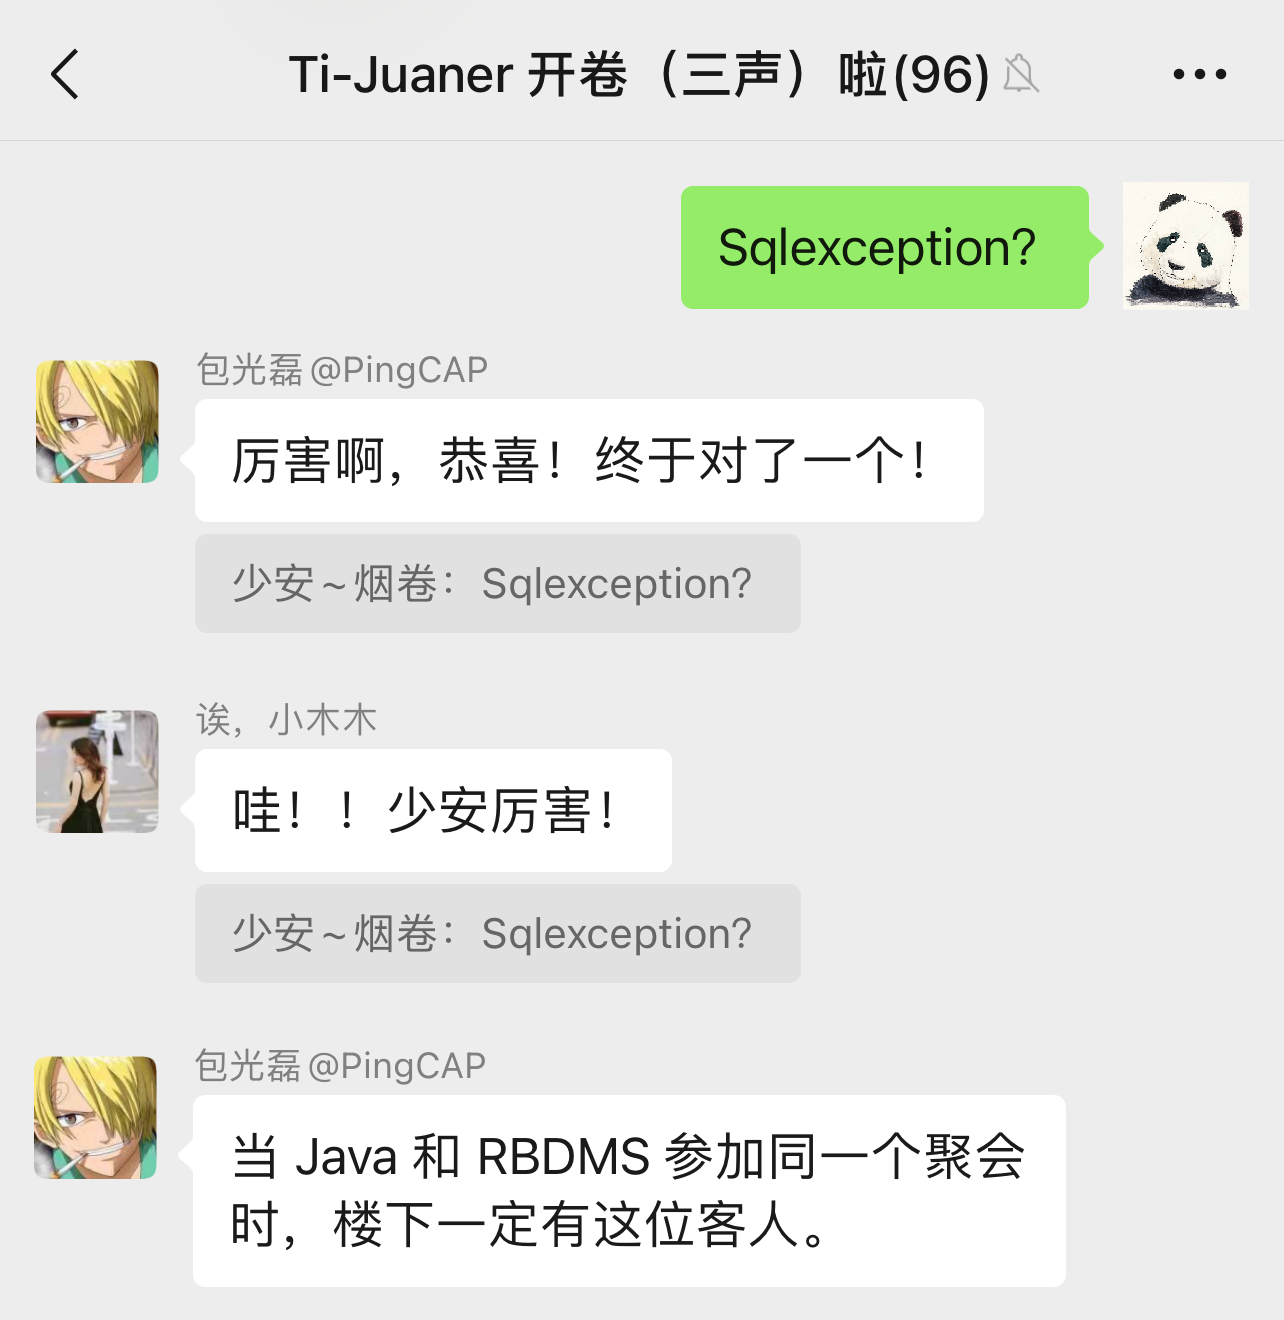 Ti-Juaner 开卷（三声）啦(96)
Sqlexception?
包光磊@PingCAP
厉害啊，恭喜！终于对了一个！
少安~烟卷：Sqlexception?
诶，小木木
哇！！少安厉害！
少安~烟卷：Sqlexception?
包光磊@PingCAP
当 Java 和 RBDMS 参加同一个聚会
时，楼下一定有这位客人。